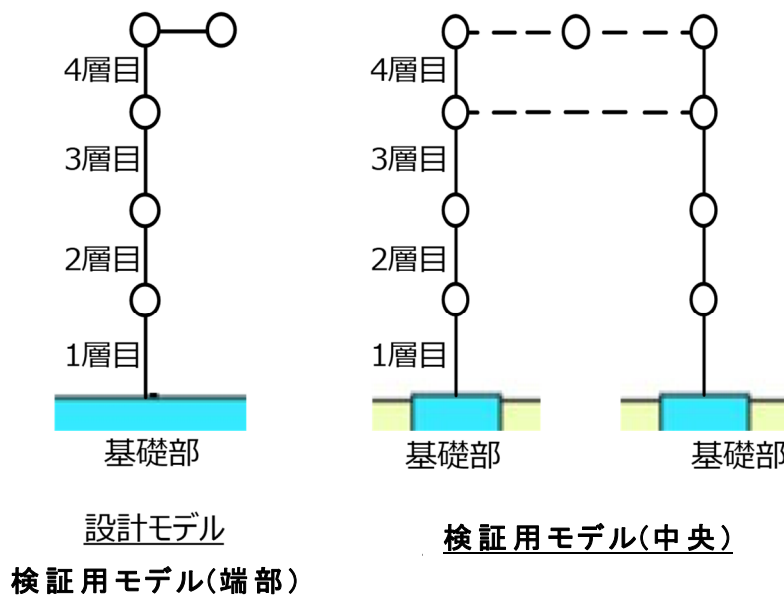 4層目
3層目
2層目
1層目
基礎部
設計モデル
検証用モデル(端部)
4層目
3層目
2層目
1層目
基礎部
基礎部
検証用モデル(中央)